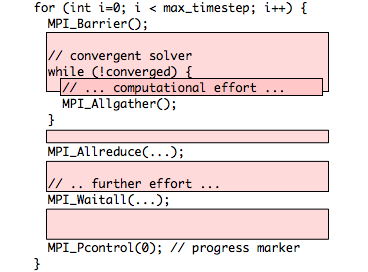 for (int i=0; i < max_timestep; i++) {
MPI_Barrier();
// convergent solver
while (!converged) {
// ... computational effort ...
MPI_Allgather();
}
MPI_Allreduce(...);
// .. further effort ...
MPI_Waitall(...);
MPI_Pcontrol(0); // progress marker
}